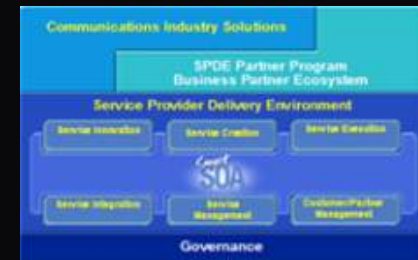 Communications Industry Solutions
SPDE Partner Program
Business Partner Ecosystem
Service Provider Delivery Environment
Service Innovation
Service Creation
Service Execution
Smart
SOA
Service Integration
Service
Management
Customer/Partner
Management
Governance